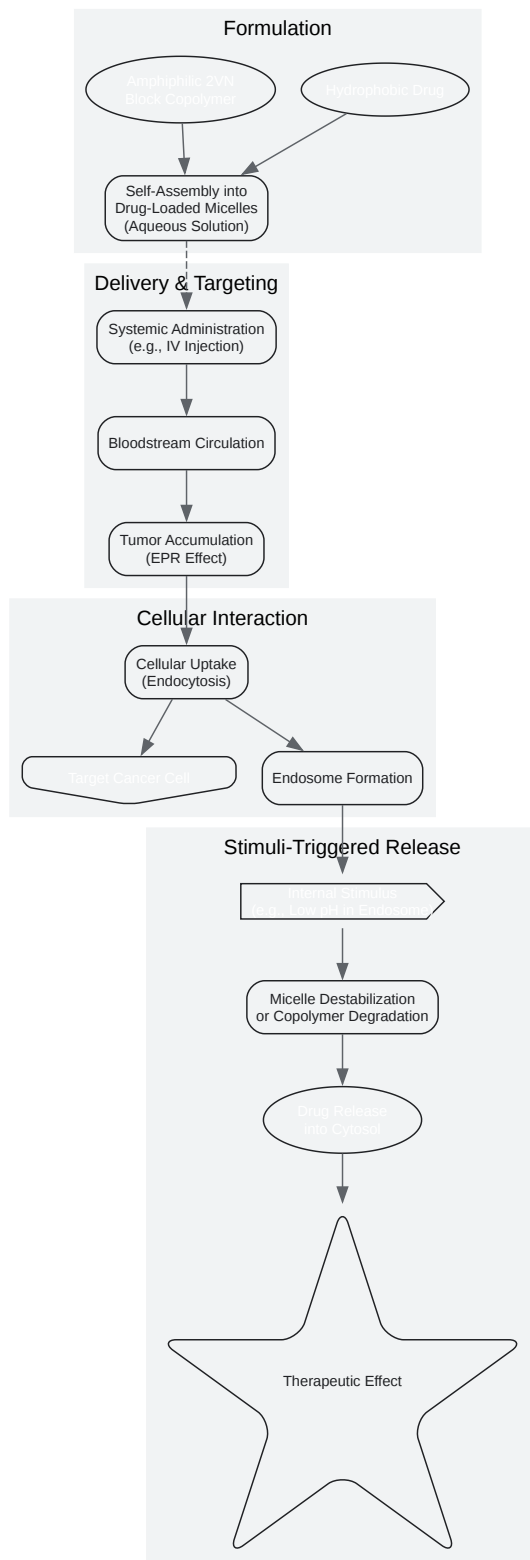 Formulation
Amphiphilic 2VN
Block Copolymer
Hydrophobic Drug
Self-Assembly into
Drug-Loaded Micelles
(Aqueous Solution)
Delivery & Targeting
Systemic Administration
(e.g., IV Injection)
Bloodstream Circulation
Tumor Accumulation
(EPR Effect)
Cellular Interaction
Cellular Uptake
(Endocytosis)
Target Cancer Cell
Endosome Formation
Stimuli-Triggered Release
Internal Stimulus
(e.g., Low pH in Endosome)
Micelle Destabilization
or Copolymer Degradation
Drug Release
into Cytosol
Therapeutic Effect